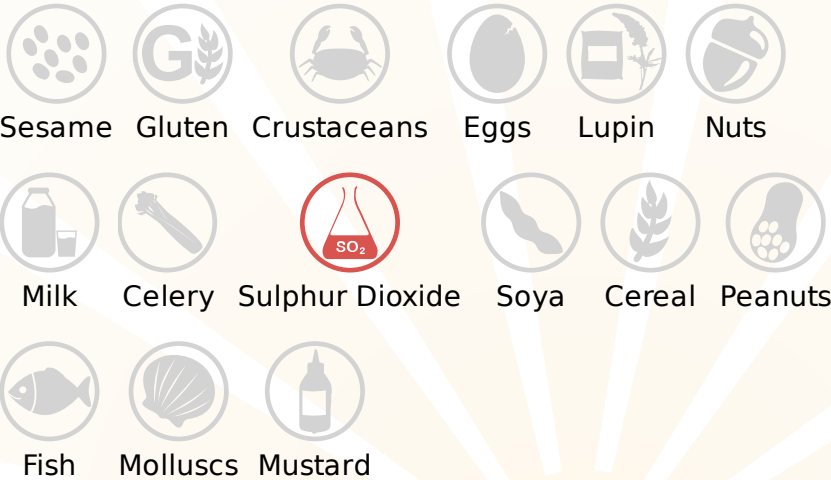 G
Sesame Gluten Crustaceans Eggs Lupin Nuts
SO₂
Milk Celery Sulphur Dioxide Soya Cereal Peanuts
Fish Molluscs Mustard